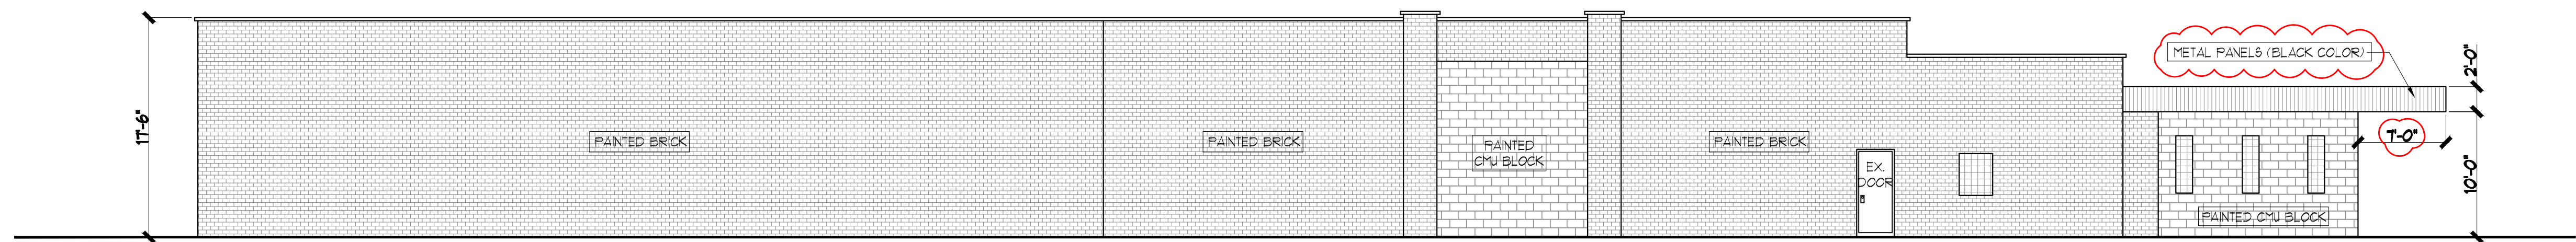 METAL PANELS (BLACK COLOR)
2'-0"
17'-6"
PAINTED BRICK
PAINTED BRICK
PAINTED
CMU BLOCK
PAINTED BRICK
EX.
DOOR
7'-0"
10'-0"
PAINTED CMU BLOCK